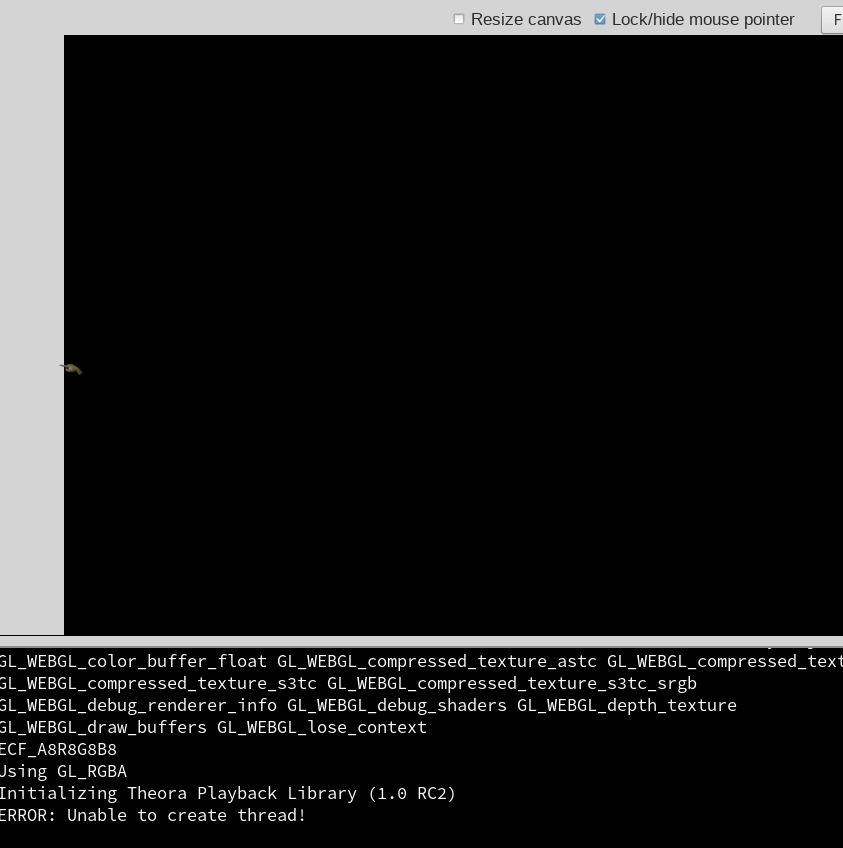 Resize canvas Lock/hide mouse pointer F
GL_WEBGL_color_buffer_float GL_WEBGL_compressed_texture_astc GL_WEBGL_compressed_text
GL_WEBGL_compressed_texture_s3tc GL_WEBGL_compressed_texture_s3tc_srgb
GL_WEBGL_debug_renderer_info GL_WEBGL_debug_shaders GL_WEBGL_depth_texture
GL_WEBGL_draw_buffers GL_WEBGL_lose_context
ECF_A8R8G8B8
Using GL_RGBA
Initializing Theora Playback Library (1.0 RC2)
ERROR: Unable to create thread!